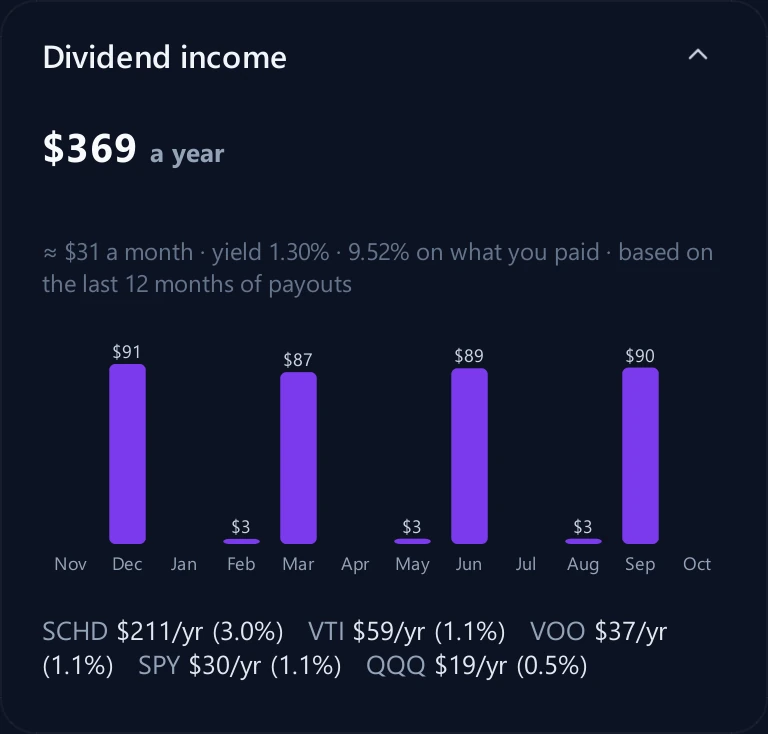 Dividend income
$369 a year
≈ $31 a month · yield 1.30% · 9.52% on what you paid · based on
the last 12 months of payouts
$91
$87
$89
$90
$3
$3
$3
Nov Dec Jan Feb Mar Apr May Jun Jul Aug Sep Oct
SCHD $211/yr (3.0%) VTI $59/yr (1.1%) VOO $37/yr
(1.1%) SPY $30/yr (1.1%) QQQ $19/yr (0.5%)